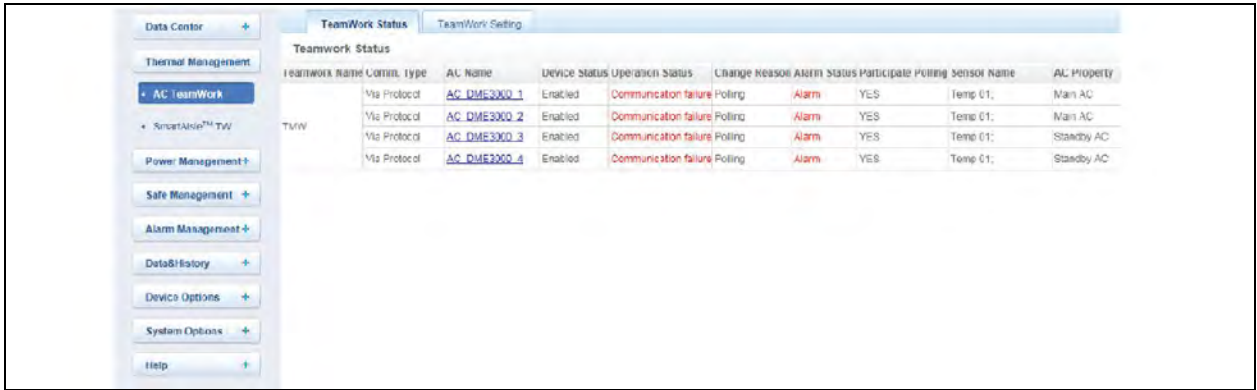 Data Center +
Thermal Management
AC TeamWork
SmartAisle™ TW
Power Management +
Safe Management +
Alarm Management +
Data&History +
Device Options +
System Options +
Help +
TeamWork Status TeamWork Setting
Teamwork Status
Teamwork Name Comm. Type AC Name Device Status Operation Status Change Reason Alarm Status Participate Polling Sensor Name AC Property
TMW
Via Protocol AC_DME3000_1 Enabled Communication failure Polling Alarm YES Temp 01; Main AC
Via Protocol AC_DME3000_2 Enabled Communication failure Polling Alarm YES Temp 01; Main AC
Via Protocol AC_DME3000_3 Enabled Communication failure Polling Alarm YES Temp 01; Standby AC
Via Protocol AC_DME3000_4 Enabled Communication failure Polling Alarm YES Temp 01; Standby AC